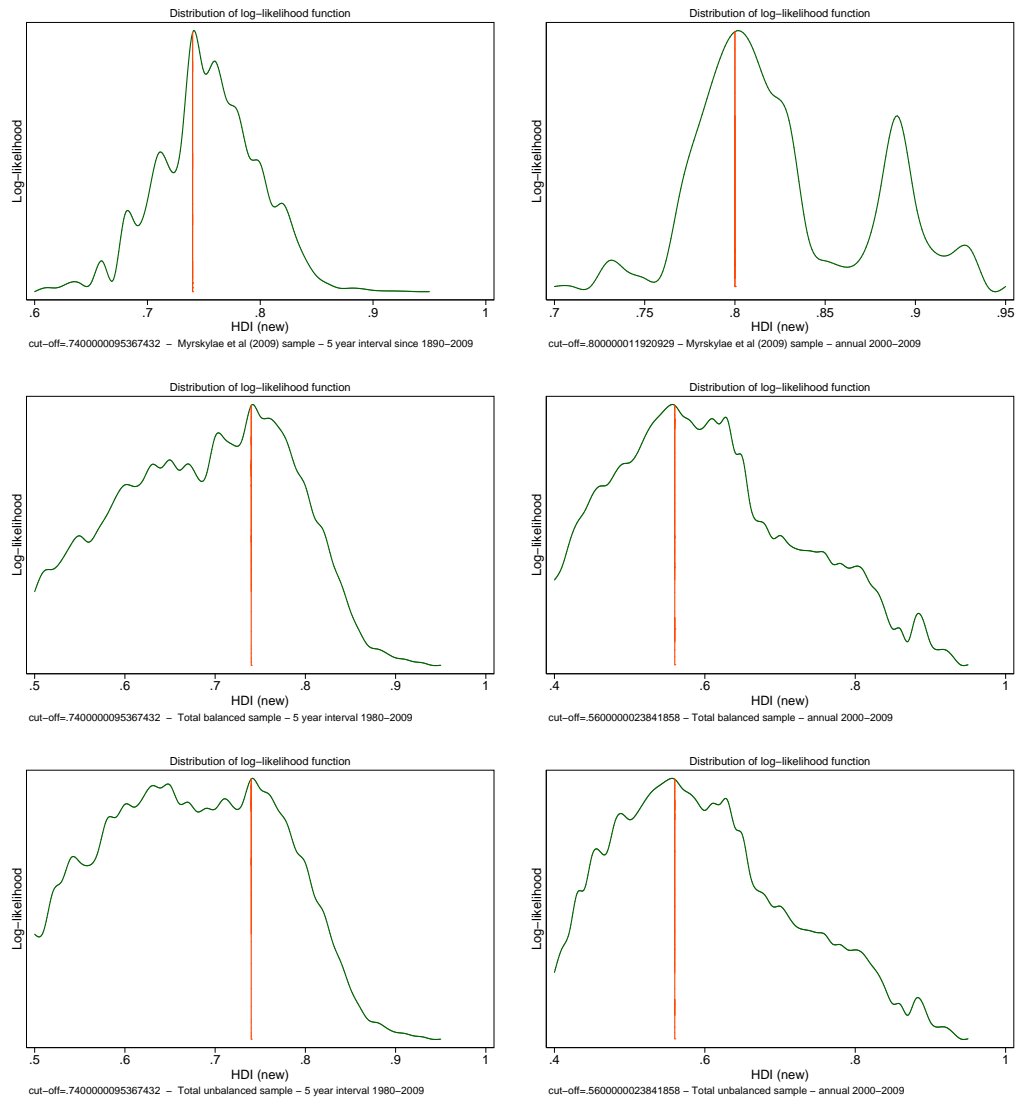 Distribution of log−likelihood function
Log−likelihood
.6 .7 .8 .9 1
HDI (new)
cut−off=.7400000095367432 − Myrskylae et al (2009) sample − 5 year interval since 1890−2009
Distribution of log−likelihood function
Log−likelihood
.7 .75 .8 .85 .9 .95
HDI (new)
cut−off=.800000011920929 − Myrskylae et al (2009) sample − annual 2000−2009
Distribution of log−likelihood function
Log−likelihood
.5 .6 .7 .8 .9 1
HDI (new)
cut−off=.7400000095367432 − Total balanced sample − 5 year interval 1980−2009
Distribution of log−likelihood function
Log−likelihood
.4 .6 .8 1
HDI (new)
cut−off=.5600000023841858 − Total balanced sample − annual 2000−2009
Distribution of log−likelihood function
Log−likelihood
.5 .6 .7 .8 .9 1
HDI (new)
cut−off=.7400000095367432 − Total unbalanced sample − 5 year interval 1980−2009
Distribution of log−likelihood function
Log−likelihood
.4 .6 .8 1
HDI (new)
cut−off=.5600000023841858 − Total unbalanced sample − annual 2000−2009